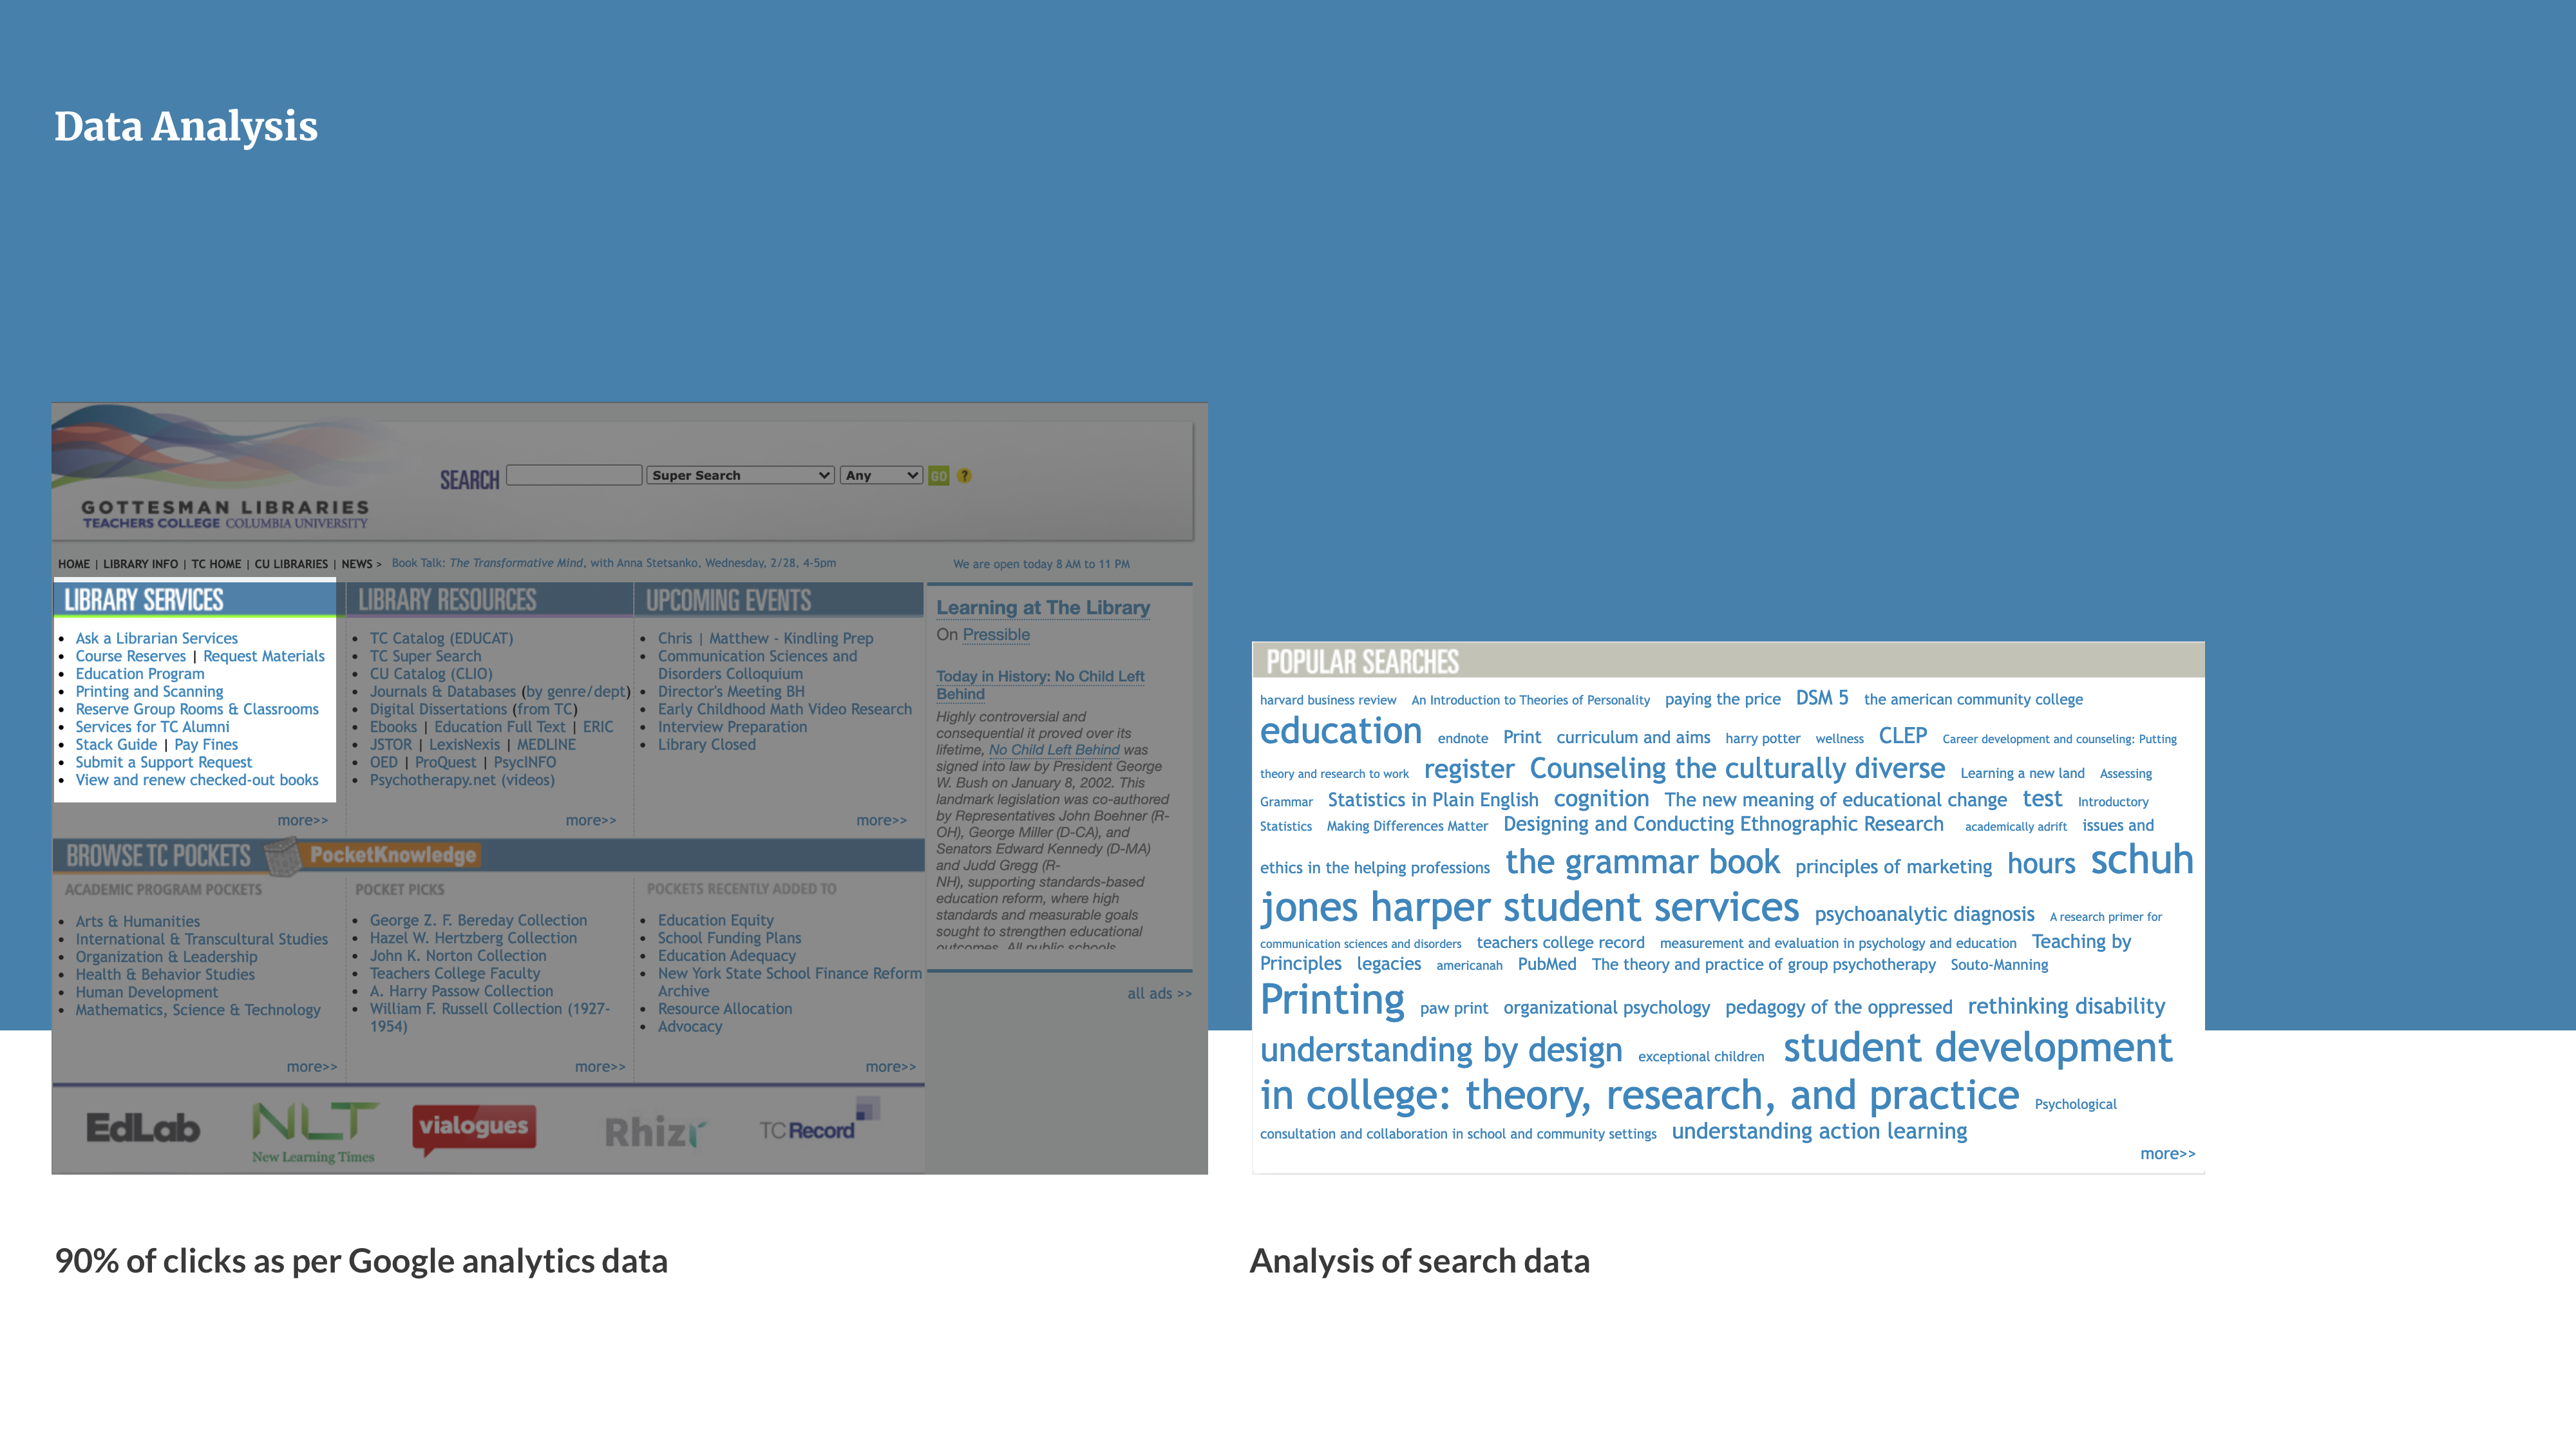 Data Analysis
GOTTESMAN LIBRARIES
TEACHERS COLLEGE COLUMBIA UNIVERSITY
SEARCH Super Search Any GO ?
HOME | LIBRARY INFO | TC HOME | CU LIBRARIES | NEWS > Book Talk: The Transformative Mind, with Anna Stetsanko, Wednesday, 2/28, 4-5pm
We are open today 8 AM to 11 PM
LIBRARY SERVICES
• Ask a Librarian Services
• Course Reserves | Request Materials
• Education Program
• Printing and Scanning
• Reserve Group Rooms & Classrooms
• Services for TC Alumni
• Stack Guide | Pay Fines
• Submit a Support Request
• View and renew checked-out books
more>>
LIBRARY RESOURCES
• TC Catalog (EDUCAT)
• TC Super Search
• CU Catalog (CLIO)
• Journals & Databases (by genre/dept)
• Digital Dissertations (from TC)
• Ebooks | Education Full Text | ERIC
• JSTOR | LexisNexis | MEDLINE
• OED | ProQuest | PsycINFO
• Psychotherapy.net (videos)
more>>
UPCOMING EVENTS
• Chris | Matthew - Kindling Prep
• Communication Sciences and
Disorders Colloquium
• Director's Meeting BH
• Early Childhood Math Video Research
• Interview Preparation
• Library Closed
more>>
Learning at The Library
On Pressible
Today in History: No Child Left
Behind
Highly controversial and
consequential it proved over its
lifetime, No Child Left Behind was
signed into law by President George
W. Bush on January 8, 2002. This
landmark legislation was co-authored
by Representatives John Boehner (R-
OH), George Miller (D-CA), and
Senators Edward Kennedy (D-MA)
and Judd Gregg (R-
NH), supporting standards-based
education reform, where high
standards and measurable goals
sought to strengthen educational
outcomes. All public schools
all ads >>
BROWSE TC POCKETS PocketKnowledge
ACADEMIC PROGRAM POCKETS
• Arts & Humanities
• International & Transcultural Studies
• Organization & Leadership
• Health & Behavior Studies
• Human Development
• Mathematics, Science & Technology
more>>
POCKET PICKS
• George Z. F. Bereday Collection
• Hazel W. Hertzberg Collection
• John K. Norton Collection
• Teachers College Faculty
• A. Harry Passow Collection
• William F. Russell Collection (1927-
1954)
more>>
POCKETS RECENTLY ADDED TO
• Education Equity
• School Funding Plans
• Education Adequacy
• New York State School Finance Reform
Archive
• Resource Allocation
• Advocacy
more>>
EdLab
NLT
New Learning Times
vialogues
Rhizr
TCRecord
90% of clicks as per Google analytics data
POPULAR SEARCHES
harvard business review An Introduction to Theories of Personality paying the price DSM 5 the american community college
education endnote Print curriculum and aims harry potter wellness CLEP Career development and counseling: Putting
theory and research to work register Counseling the culturally diverse Learning a new land Assessing
Grammar Statistics in Plain English cognition The new meaning of educational change test Introductory
Statistics Making Differences Matter Designing and Conducting Ethnographic Research academically adrift issues and
ethics in the helping professions the grammar book principles of marketing hours schuh
jones harper student services psychoanalytic diagnosis A research primer for
communication sciences and disorders teachers college record measurement and evaluation in psychology and education Teaching by
Principles legacies americanah PubMed The theory and practice of group psychotherapy Souto-Manning
Printing paw print organizational psychology pedagogy of the oppressed rethinking disability
understanding by design exceptional children student development
in college: theory, research, and practice Psychological
consultation and collaboration in school and community settings understanding action learning
more>>
Analysis of search data